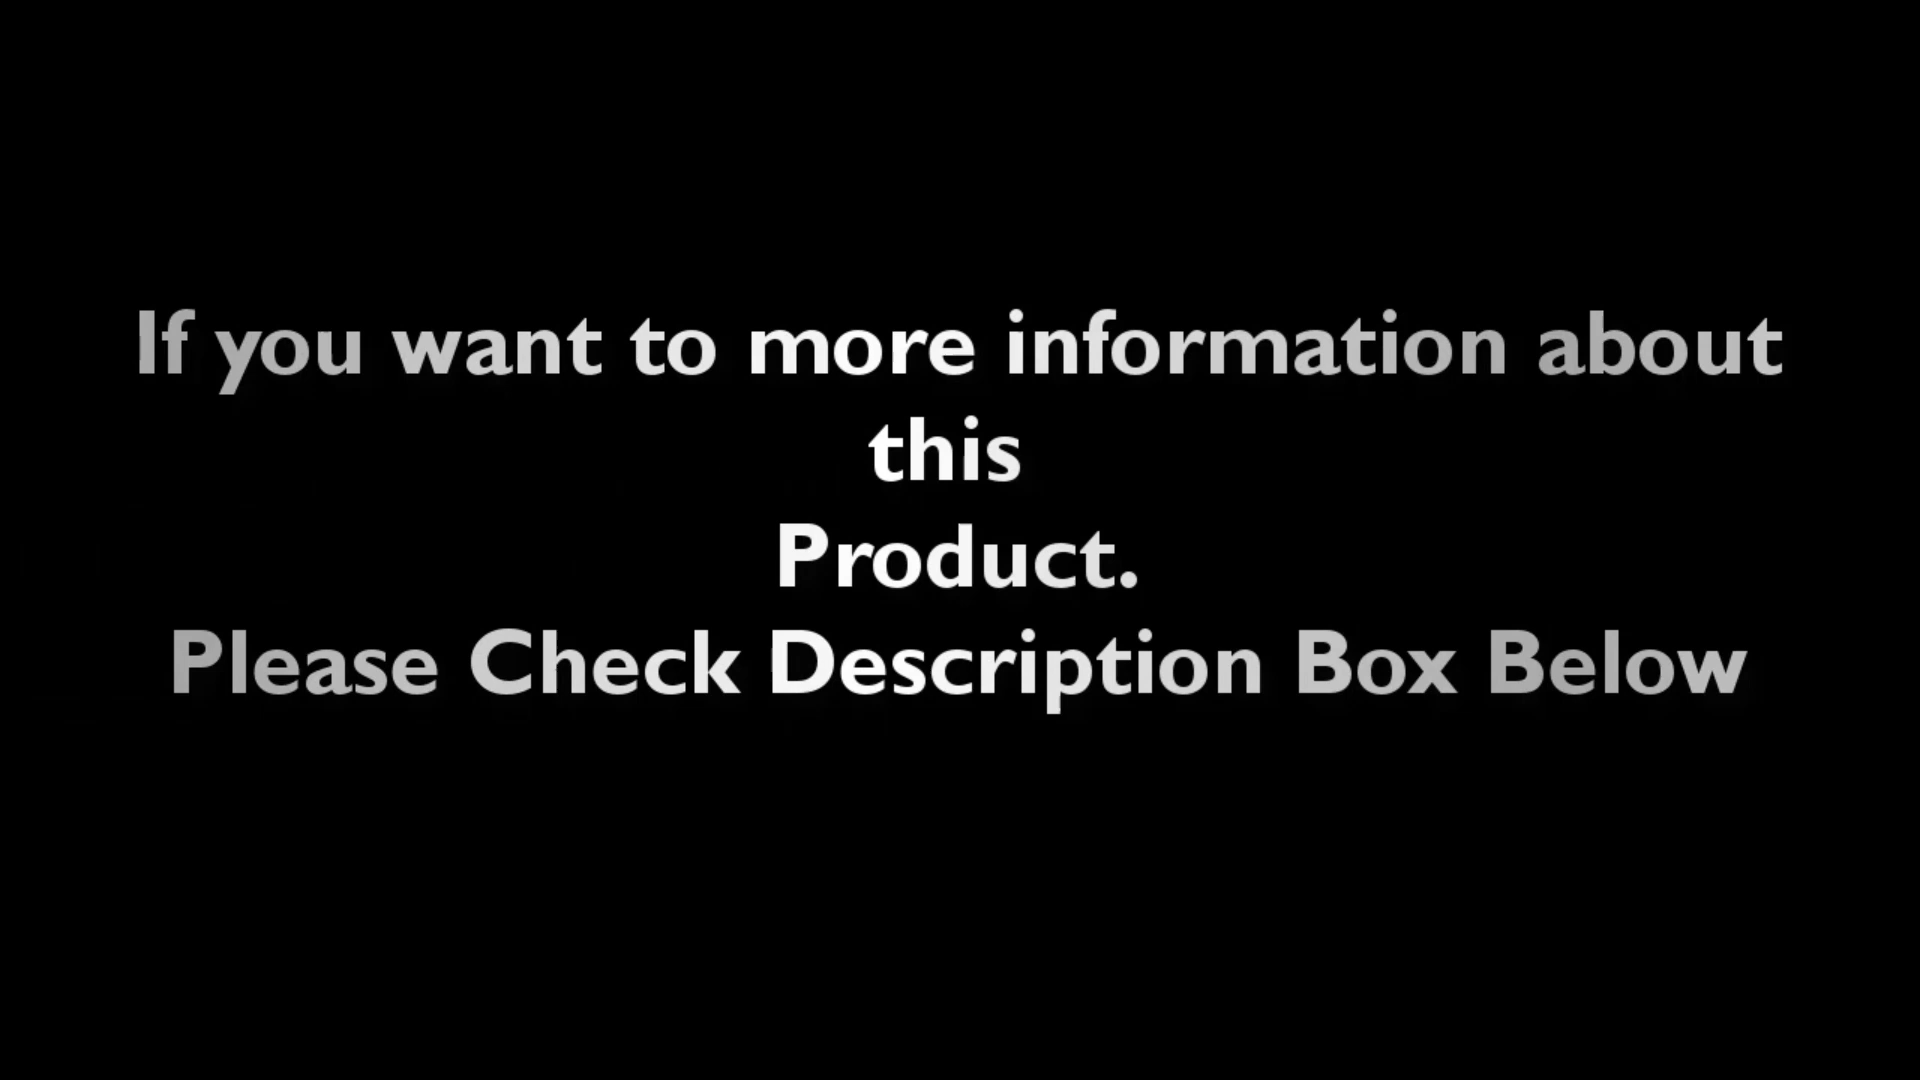 If you want to more information about
this
Product.
Please Check Description Box Below